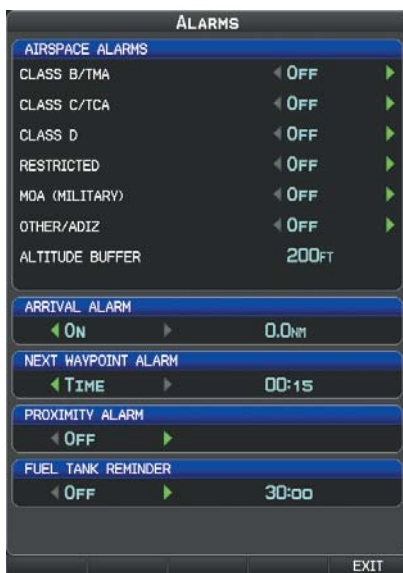 ALARMS
AIRSPACE ALARMS
CLASS B/TMA OFF
CLASS C/TCA OFF
CLASS D OFF
RESTRICTED OFF
MOA (MILITARY) OFF
OTHER/ADIZ OFF
ALTITUDE BUFFER 200FT
ARRIVAL ALARM
ON 0.0NM
NEXT WAYPOINT ALARM
TIME 00:15
PROXIMITY ALARM
OFF
FUEL TANK REMINDER
OFF 30:00
EXIT